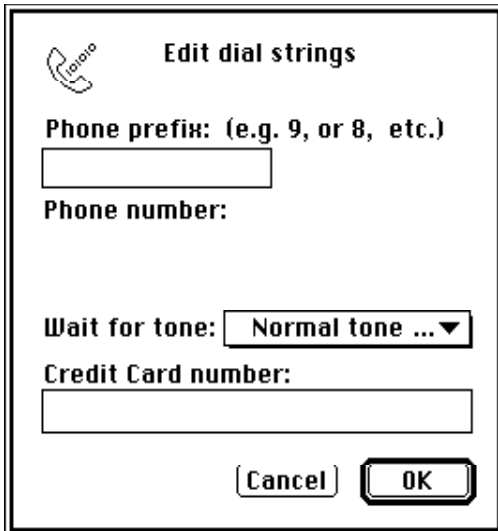 Edit dial strings
Phone prefix: (e.g. 9, or 8, etc.)
Phone number:
Wait for tone: Normal tone ...
Credit Card number:
Cancel OK